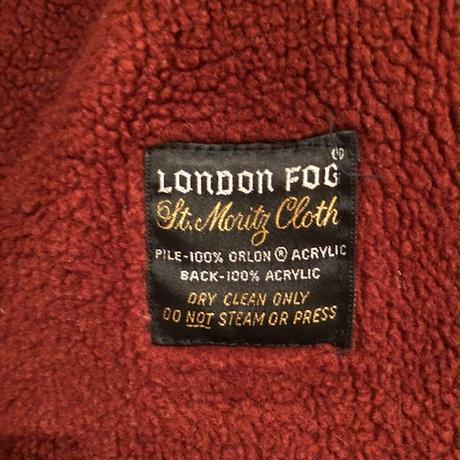 LONDON FOG®
St. Moritz Cloth
PILE-100% ORLON ® ACRYLIC
BACK-100% ACRYLIC
DRY CLEAN ONLY
DO NOT STEAM OR PRESS